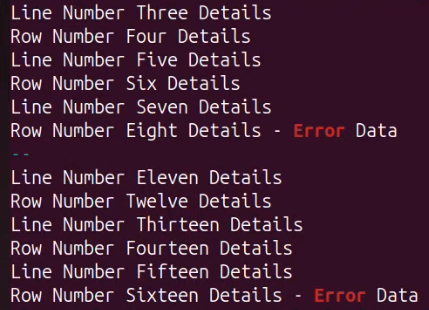 Line Number Three Details
Row Number Four Details
Line Number Five Details
Row Number Six Details
Line Number Seven Details
Row Number Eight Details - Error Data
--
Line Number Eleven Details
Row Number Twelve Details
Line Number Thirteen Details
Row Number Fourteen Details
Line Number Fifteen Details
Row Number Sixteen Details - Error Data